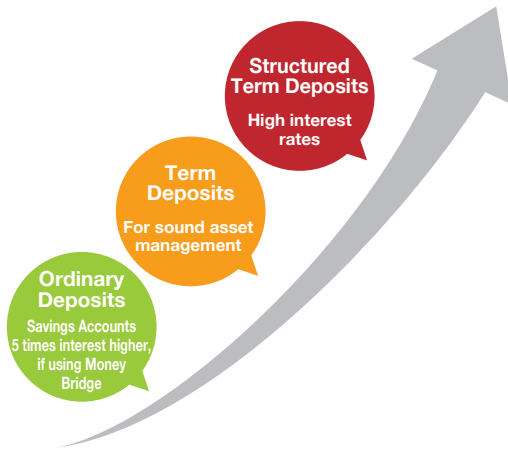 Structured
Term Deposits
High interest
rates
Term
Deposits
For sound asset
management
Ordinary
Deposits
Savings Accounts
5 times interest higher,
if using Money
Bridge